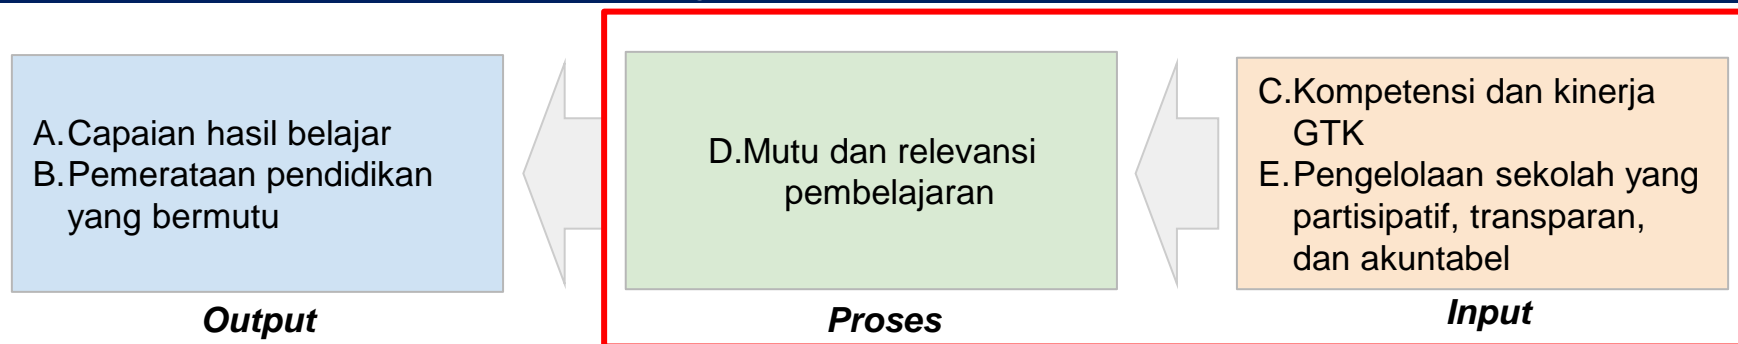 A.Capaian hasil belajar
B.Pemerataan pendidikan
yang bermutu
Output
D.Mutu dan relevansi
pembelajaran
Proses
C.Kompetensi dan kinerja
GTK
E.Pengelolaan sekolah yang
partisipatif, transparan,
dan akuntabel
Input